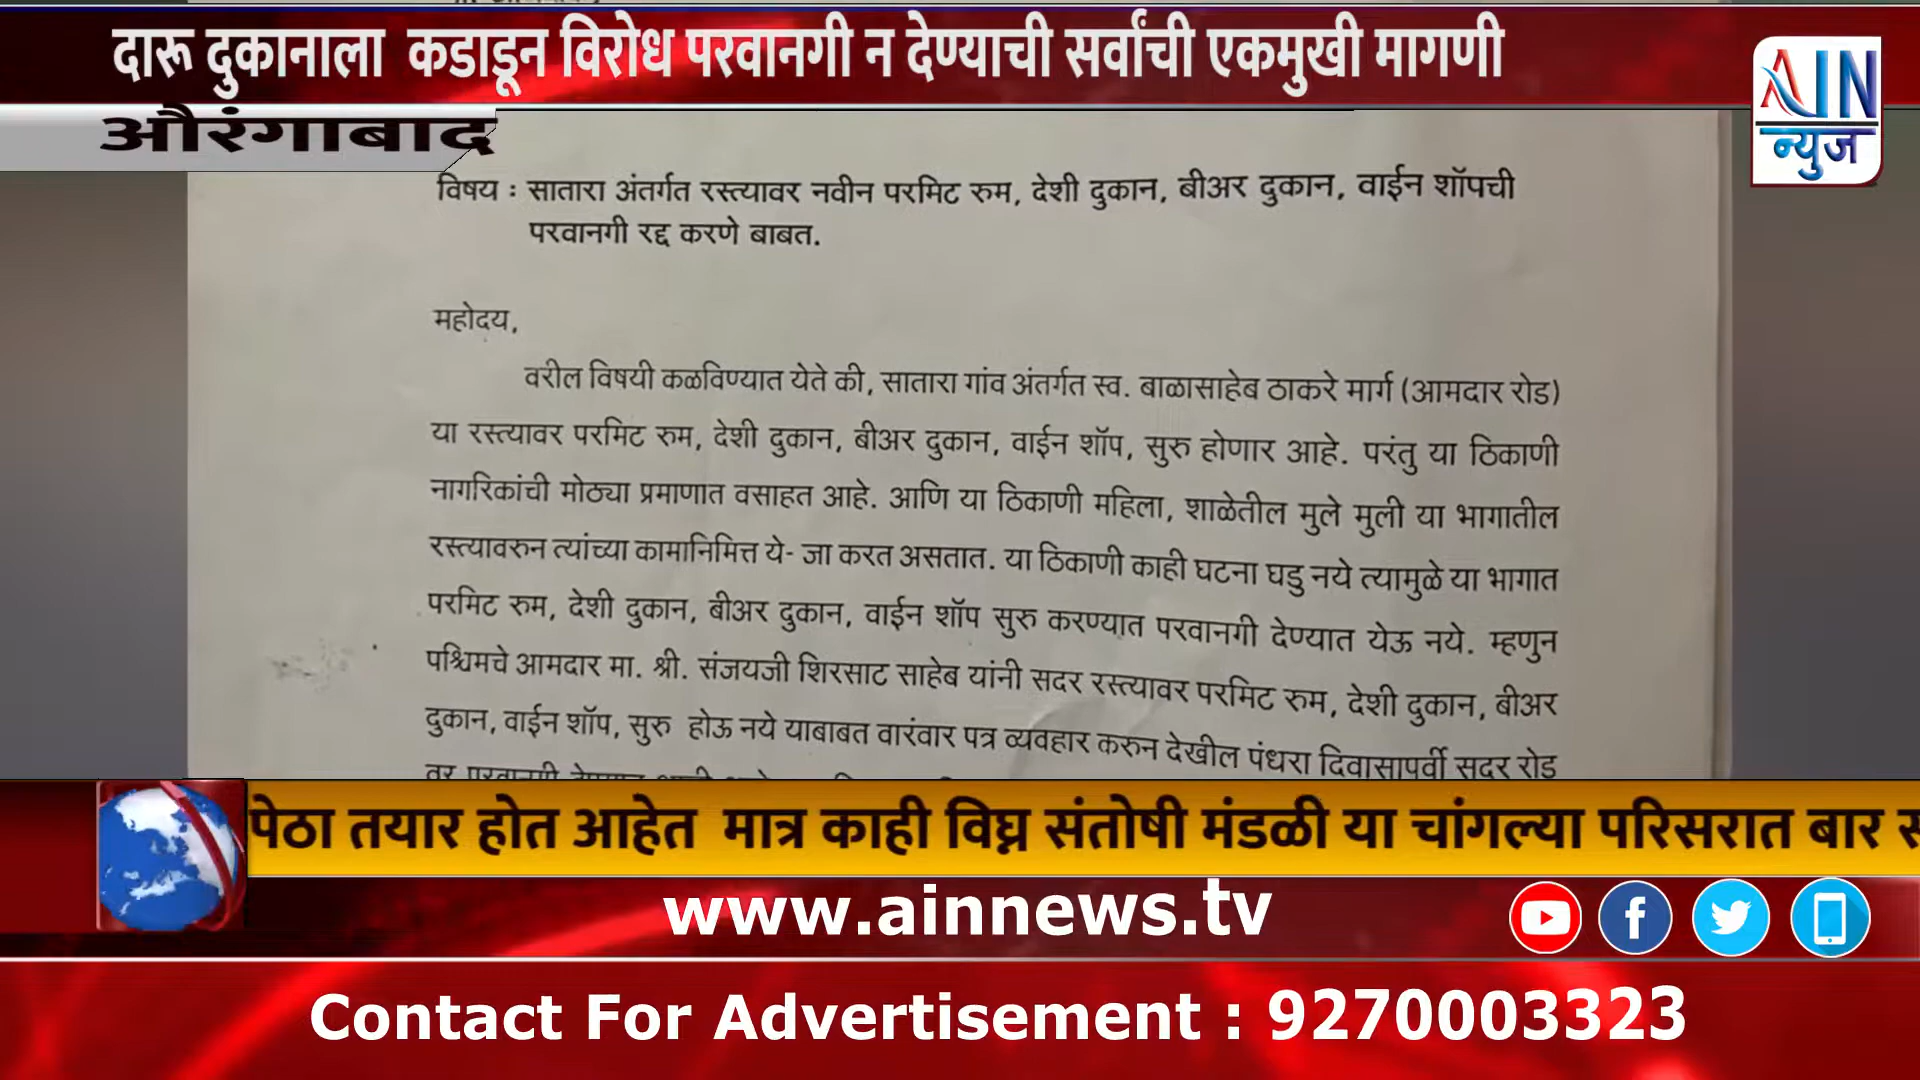 दारू दुकानाला कडाडून विरोध परवानगी न देण्याची सर्वांची एकमुखी मागणी
AIN
न्युज
औरंगाबाद
विषय : सातारा अंतर्गत रस्त्यावर नवीन परमिट रुम, देशी दुकान, बीअर दुकान, वाईन शॉपची
परवानगी रद्द करणे बाबत.
महोदय,
वरील विषयी कळविण्यात येते की, सातारा गांव अंतर्गत स्व. बाळासाहेब ठाकरे मार्ग (आमदार रोड)
या रस्त्यावर परमिट रुम, देशी दुकान, बीअर दुकान, वाईन शॉप, सुरु होणार आहे. परंतु या ठिकाणी
नागरिकांची मोठ्या प्रमाणात वसाहत आहे. आणि या ठिकाणी महिला, शाळेतील मुले मुली या भागातील
रस्त्यावरुन त्यांच्या कामानिमित्त ये- जा करत असतात. या ठिकाणी काही घटना घडु नये त्यामुळे या भागात
परमिट रुम, देशी दुकान, बीअर दुकान, वाईन शॉप सुरु करण्यात परवानगी देण्यात येऊ नये. म्हणुन
पश्चिमचे आमदार मा. श्री. संजयजी शिरसाट साहेब यांनी सदर रस्त्यावर परमिट रुम, देशी दुकान, बीअर
दुकान, वाईन शॉप, सुरु होऊ नये याबाबत वारंवार पत्र व्यवहार करुन देखील पंधरा दिवासापुर्वी सदर रोड
पेठा तयार होत आहेत मात्र काही विघ्न संतोषी मंडळी या चांगल्या परिसरात बार
www.ainnews.tv
Contact For Advertisement : 9270003323